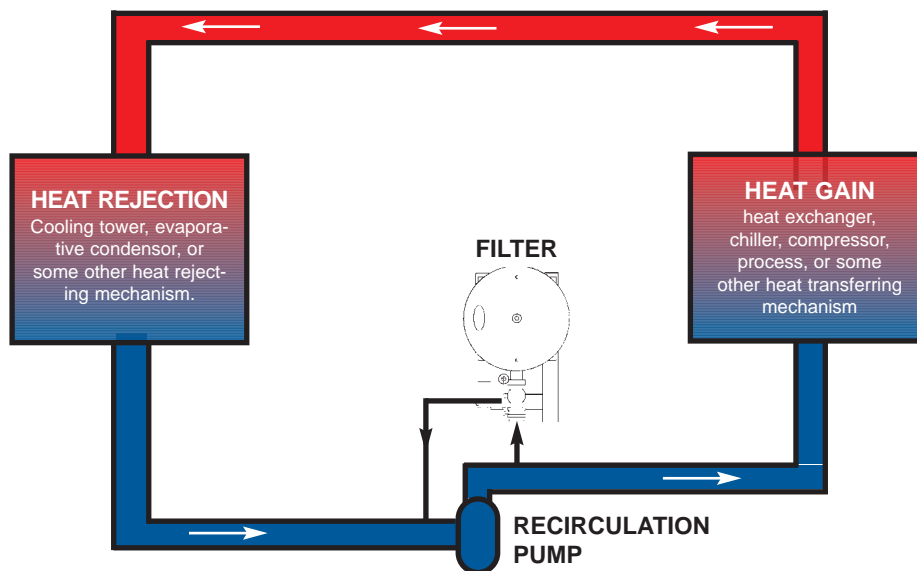 HEAT REJECTION
Cooling tower, evapora-
tive condensor, or
some other heat reject-
ing mechanism.
HEAT GAIN
heat exchanger,
chiller, compressor,
process, or some
other heat transferring
mechanism
FILTER
RECIRCULATION
PUMP